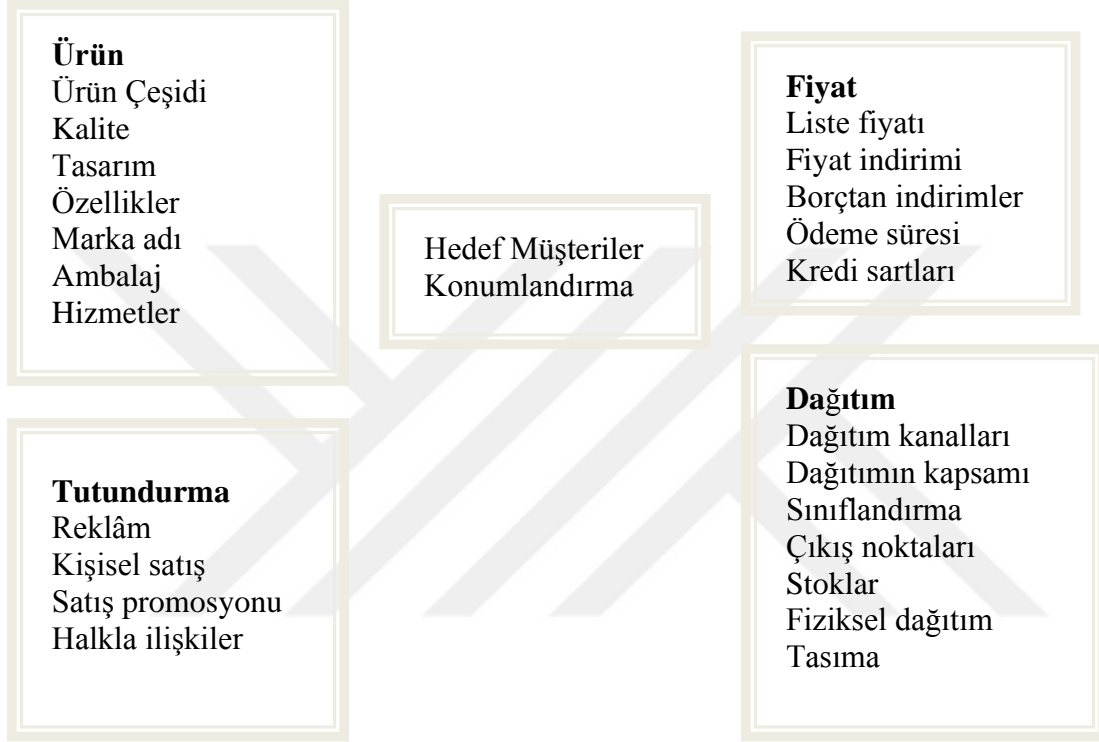 Ürün
Ürün Çeşidi
Kalite
Tasarım
Özellikler
Marka adı
Ambalaj
Hizmetler
Hedef Müşteriler
Konumlandırma
Fiyat
Liste fiyatı
Fiyat indirimi
Borçtan indirimler
Ödeme süresi
Kredi sartları
Tutundurma
Reklâm
Kişisel satış
Satış promosyonu
Halkla ilişkiler
Dağıtım
Dağıtım kanalları
Dağıtımın kapsamı
Sınıflandırma
Çıkış noktaları
Stoklar
Fiziksel dağıtım
Tasıma